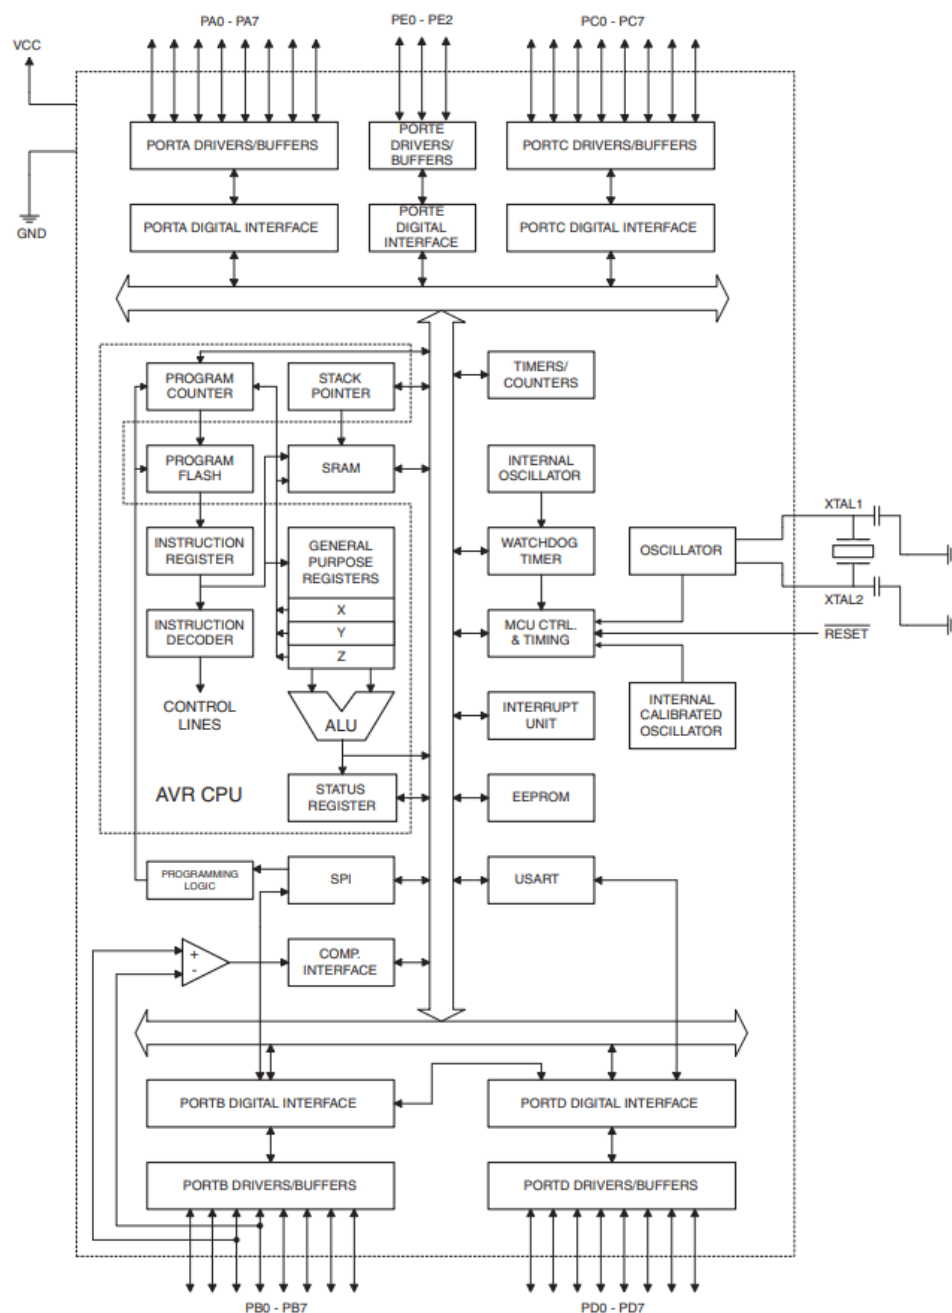 PA0 - PA7
PE0 - PE2
PC0 - PC7
VCC
PORTA DRIVERS/BUFFERS
PORTE
DRIVERS/
BUFFERS
PORTC DRIVERS/BUFFERS
GND
PORTA DIGITAL INTERFACE
PORTE
DIGITAL
INTERFACE
PORTC DIGITAL INTERFACE
PROGRAM
COUNTER
STACK
POINTER
TIMERS/
COUNTERS
PROGRAM
FLASH
SRAM
INTERNAL
OSCILLATOR
XTAL1
INSTRUCTION
REGISTER
GENERAL
PURPOSE
REGISTERS
WATCHDOG
TIMER
OSCILLATOR
X
Y
Z
XTAL2
INSTRUCTION
DECODER
MCU CTRL.
& TIMING
RESET
CONTROL
LINES
ALU
INTERRUPT
UNIT
INTERNAL
CALIBRATED
OSCILLATOR
AVR CPU
STATUS
REGISTER
EEPROM
PROGRAMMING
LOGIC
SPI
USART
+
-
COMP.
INTERFACE
PORTB DIGITAL INTERFACE
PORTD DIGITAL INTERFACE
PORTB DRIVERS/BUFFERS
PORTD DRIVERS/BUFFERS
PB0 - PB7
PD0 - PD7